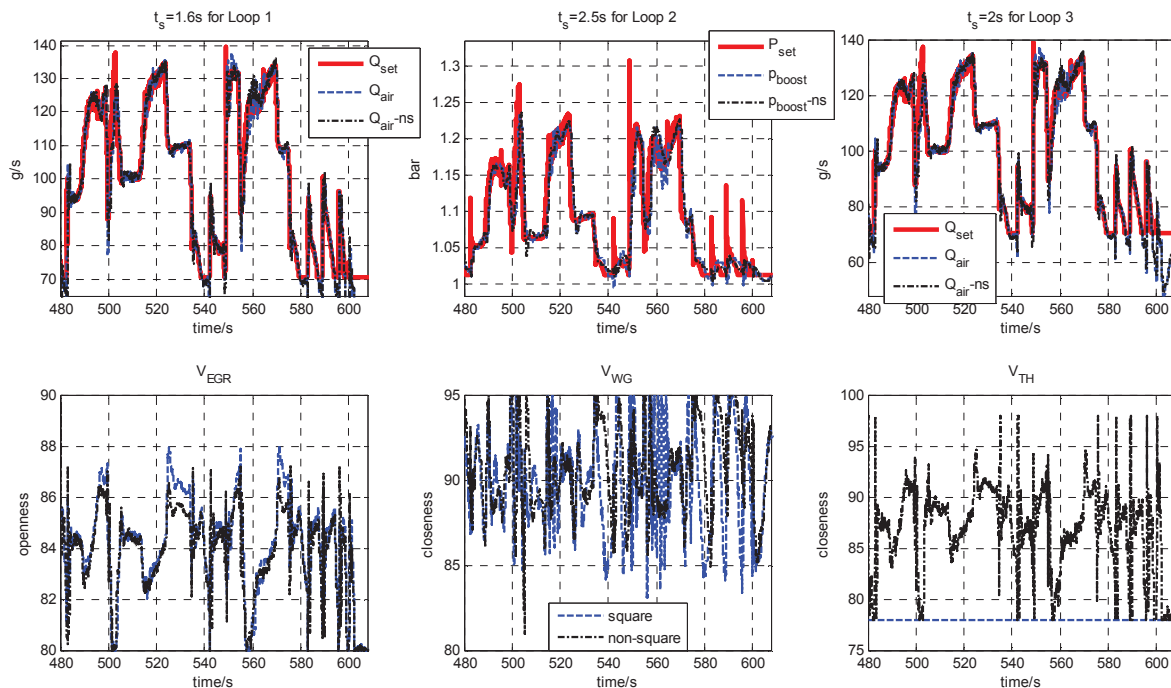 t_s=1.6s for Loop 1
140
130
120
110
100
90
80
70
g/s
480 500 520 540 560 580 600
time/s
Q_set
Q_air
Q_air-ns
t_s=2.5s for Loop 2
1.3
1.25
1.2
1.15
1.1
1.05
1
bar
480 500 520 540 560 580 600
time/s
P_set
p_boost
p_boost-ns
t_s=2s for Loop 3
140
120
100
80
60
g/s
480 500 520 540 560 580 600
time/s
Q_set
Q_air
Q_air-ns
V_EGR
90
88
86
84
82
80
openness
480 500 520 540 560 580 600
time/s
V_WG
95
90
85
80
closeness
480 500 520 540 560 580 600
time/s
square
non-square
V_TH
100
95
90
85
80
75
closeness
480 500 520 540 560 580 600
time/s